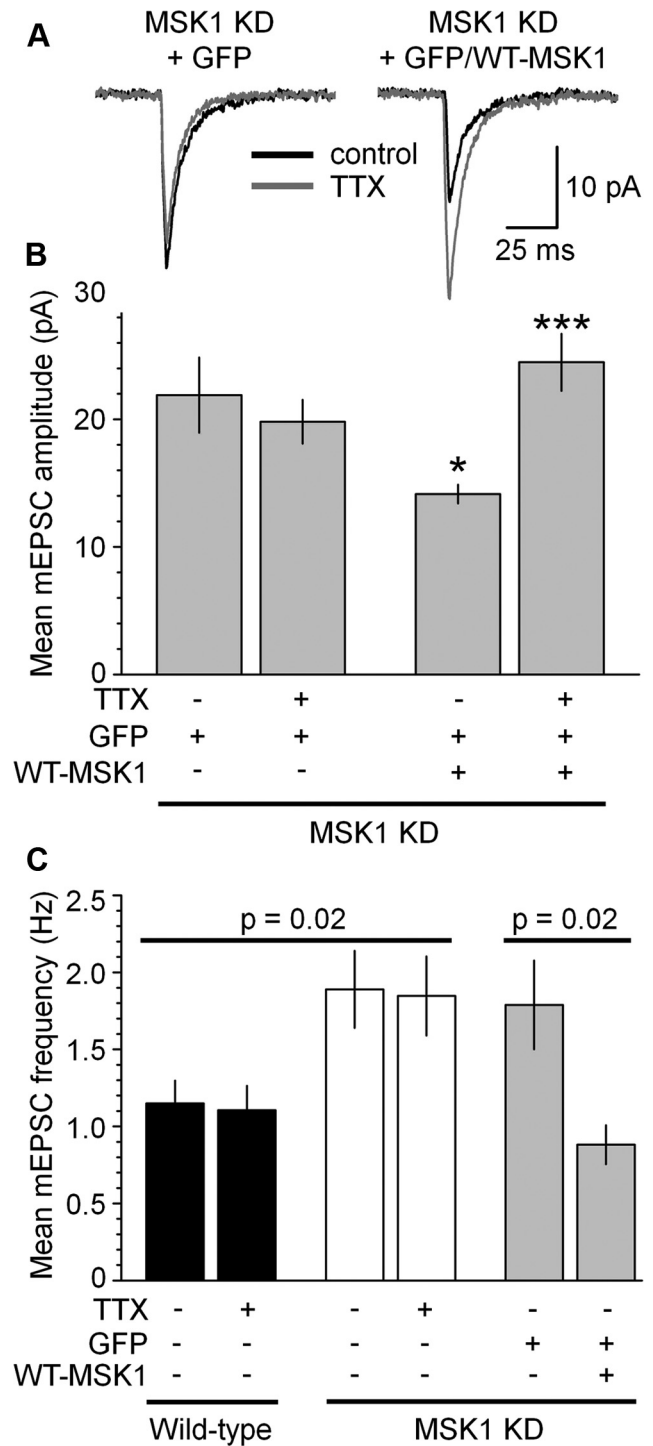 A
MSK1 KD
+ GFP
MSK1 KD
+ GFP/WT-MSK1
control
TTX
10 pA
25 ms
B
Mean mEPSC amplitude (pA)
30
20
10
0
*
***
TTX - + - +
GFP + + + +
WT-MSK1 - - + +
MSK1 KD
C
Mean mEPSC frequency (Hz)
2.5
2.0
1.5
1.0
0.5
0
p = 0.02
p = 0.02
TTX - + - + - -
GFP - - - - + +
WT-MSK1 - - - - - +
Wild-type
MSK1 KD